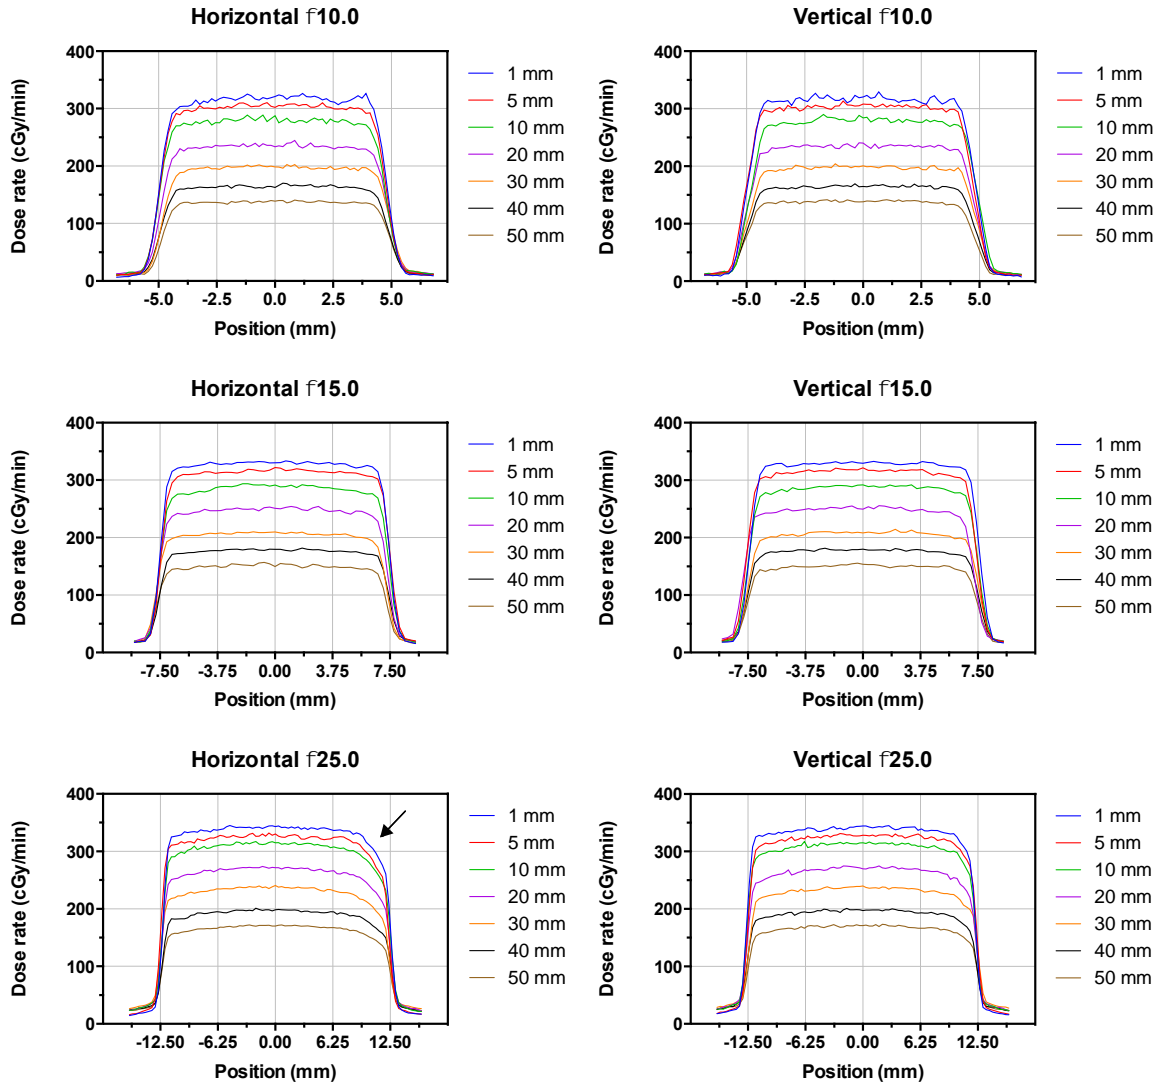 Horizontal f10.0
Dose rate (cGy/min)
400
300
200
100
0
-5.0 -2.5 0.0 2.5 5.0
Position (mm)
1 mm
5 mm
10 mm
20 mm
30 mm
40 mm
50 mm
Vertical f10.0
Dose rate (cGy/min)
400
300
200
100
0
-5.0 -2.5 0.0 2.5 5.0
Position (mm)
1 mm
5 mm
10 mm
20 mm
30 mm
40 mm
50 mm
Horizontal f15.0
Dose rate (cGy/min)
400
300
200
100
0
-7.50 -3.75 0.00 3.75 7.50
Position (mm)
1 mm
5 mm
10 mm
20 mm
30 mm
40 mm
50 mm
Vertical f15.0
Dose rate (cGy/min)
400
300
200
100
0
-7.50 -3.75 0.00 3.75 7.50
Position (mm)
1 mm
5 mm
10 mm
20 mm
30 mm
40 mm
50 mm
Horizontal f25.0
Dose rate (cGy/min)
400
300
200
100
0
-12.50 -6.25 0.00 6.25 12.50
Position (mm)
1 mm
5 mm
10 mm
20 mm
30 mm
40 mm
50 mm
Vertical f25.0
Dose rate (cGy/min)
400
300
200
100
0
-12.50 -6.25 0.00 6.25 12.50
Position (mm)
1 mm
5 mm
10 mm
20 mm
30 mm
40 mm
50 mm